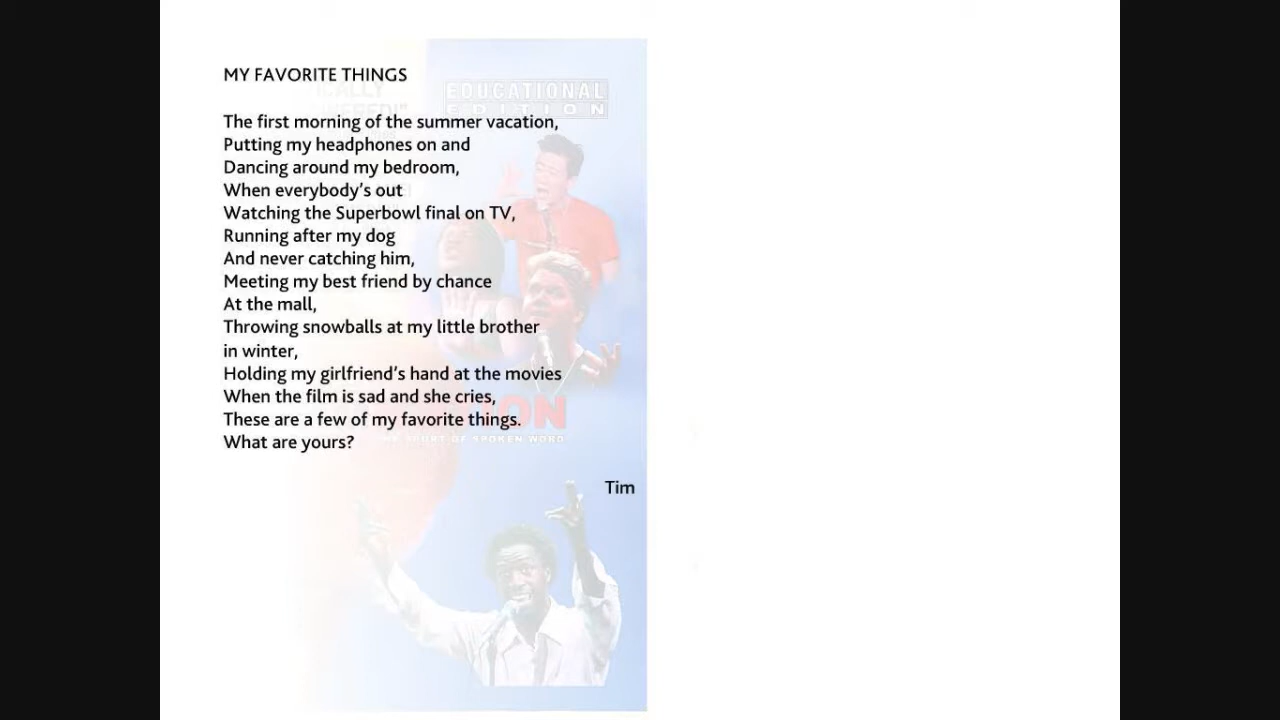 MY FAVORITE THINGS
EDUCATIONAL
EDITION
The first morning of the summer vacation,
Putting my headphones on and
Dancing around my bedroom,
When everybody's out
Watching the Superbowl final on TV,
Running after my dog
And never catching him,
Meeting my best friend by chance
At the mall,
Throwing snowballs at my little brother
in winter,
Holding my girlfriend's hand at the movies
When the film is sad and she cries,
These are a few of my favorite things.
What are yours?
OF SPOKEN WORD
Tim